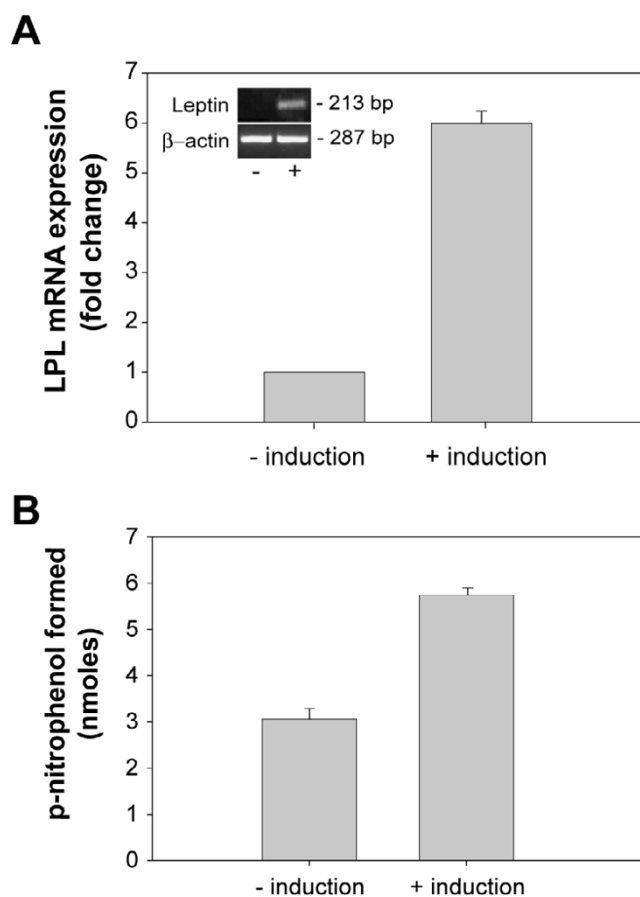 A
LPL mRNA expression
(fold change)
7
6
5
4
3
2
1
0
Leptin
- 213 bp
β–actin
- 287 bp
- +
- induction
+ induction
B
p-nitrophenol formed
(nmoles)
7
6
5
4
3
2
1
0
- induction
+ induction